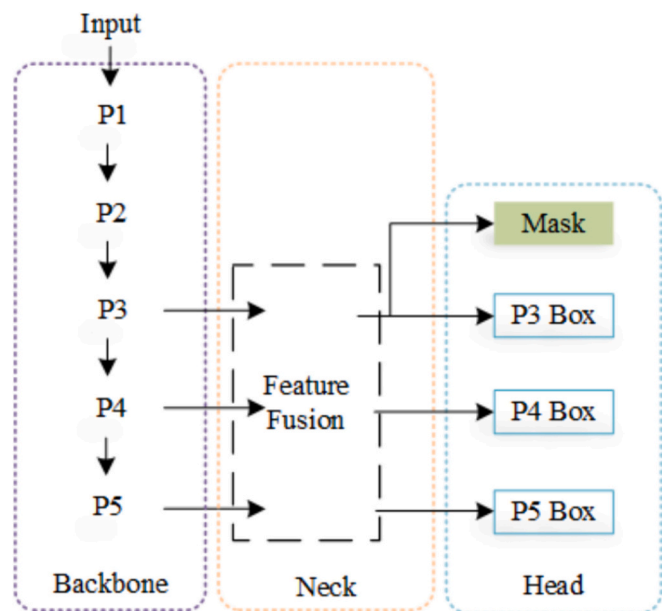 Input
P1
P2
P3
P4
P5
Backbone
Feature
Fusion
Neck
Mask
P3 Box
P4 Box
P5 Box
Head